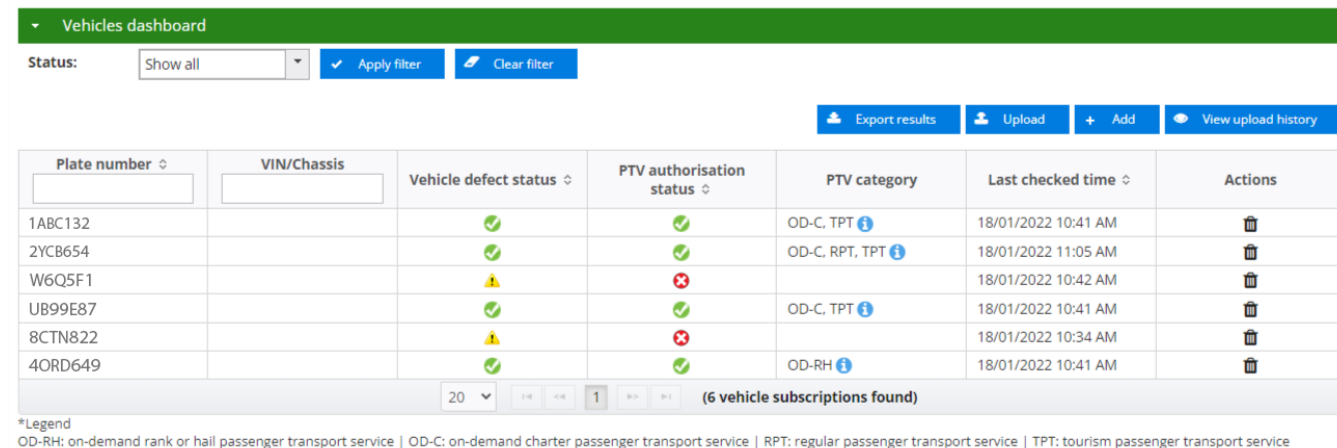 Vehicles dashboard
Status: Show all Apply filter Clear filter
Export results Upload + Add View upload history
Plate number VIN/Chassis Vehicle defect status PTV authorisation status PTV category Last checked time Actions
1ABC132 OD-C, TPT 18/01/2022 10:41 AM
2YCB654 OD-C, RPT, TPT 18/01/2022 11:05 AM
W6Q5F1 18/01/2022 10:42 AM
UB99E87 OD-C, TPT 18/01/2022 10:41 AM
8CTN822 18/01/2022 10:34 AM
4ORD649 OD-RH 18/01/2022 10:41 AM
20 1 (6 vehicle subscriptions found)
*Legend
OD-RH: on-demand rank or hail passenger transport service | OD-C: on-demand charter passenger transport service | RPT: regular passenger transport service | TPT: tourism passenger transport service